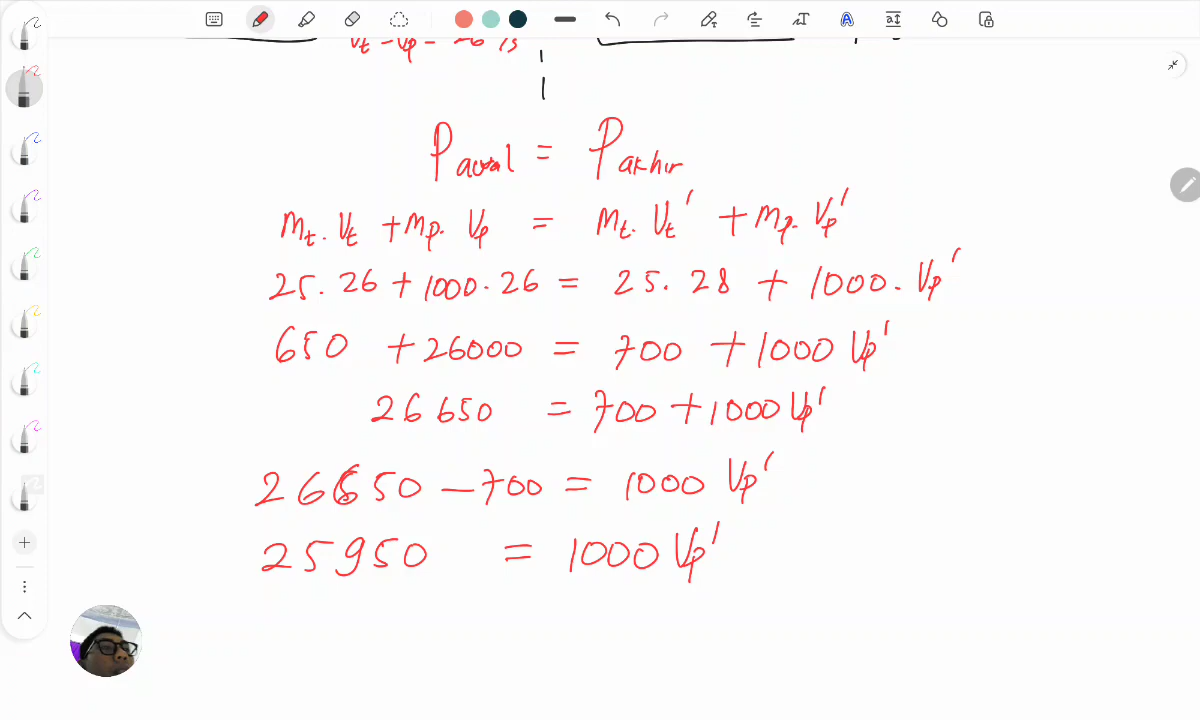 P awal = P akhir
mt. Vt + mp. Vp = mt. Vt' + mp. Vp'
25. 26 + 1000. 26 = 25. 28 + 1000. Vp'
650 + 26000 = 700 + 1000 Vp'
26650 = 700 + 1000 Vp'
26650 - 700 = 1000 Vp'
25950 = 1000 Vp'